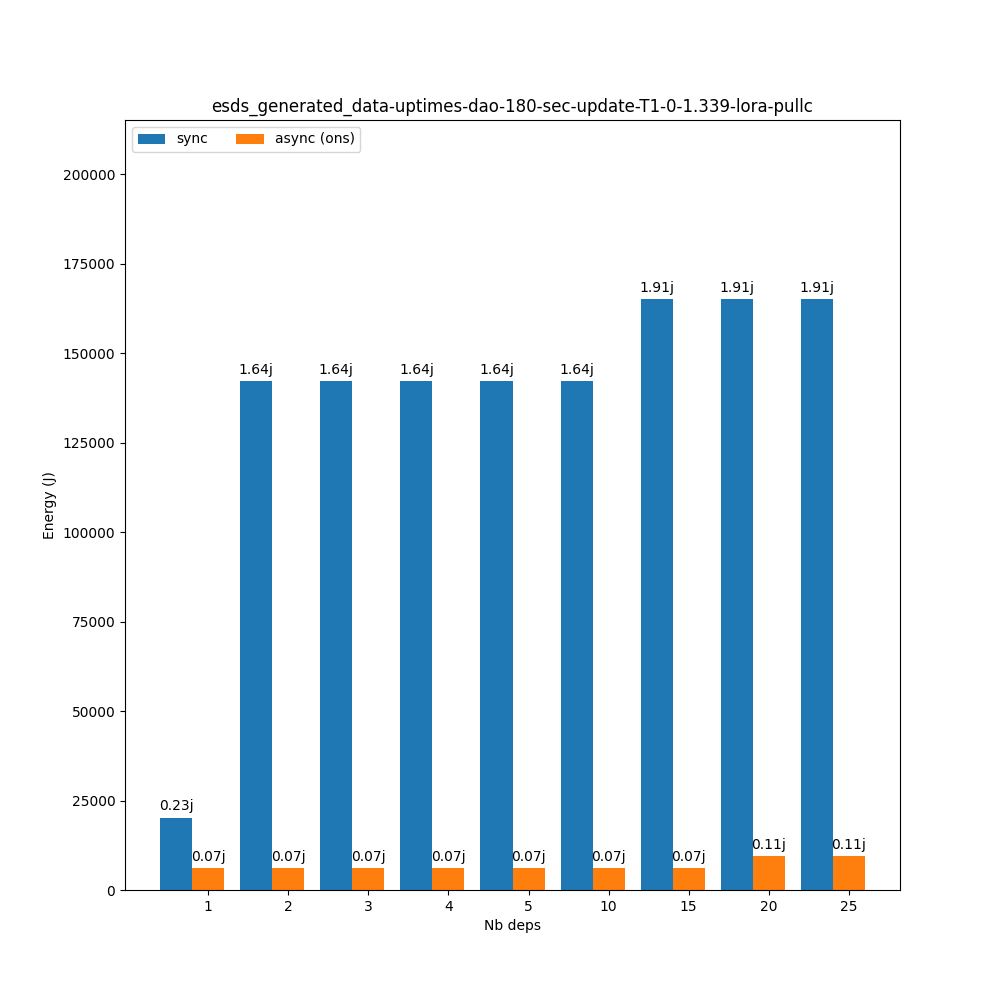 esds_generated_data-uptimes-dao-180-sec-update-T1-0-1.339-lora-pullc
sync async (ons)
200000
175000
150000
125000
100000
75000
50000
25000
0
Energy (J)
0.23j
0.07j
1.64j
0.07j
1.64j
0.07j
1.64j
0.07j
1.64j
0.07j
1.64j
0.07j
1.91j
0.07j
1.91j
0.11j
1.91j
0.11j
1 2 3 4 5 10 15 20 25
Nb deps